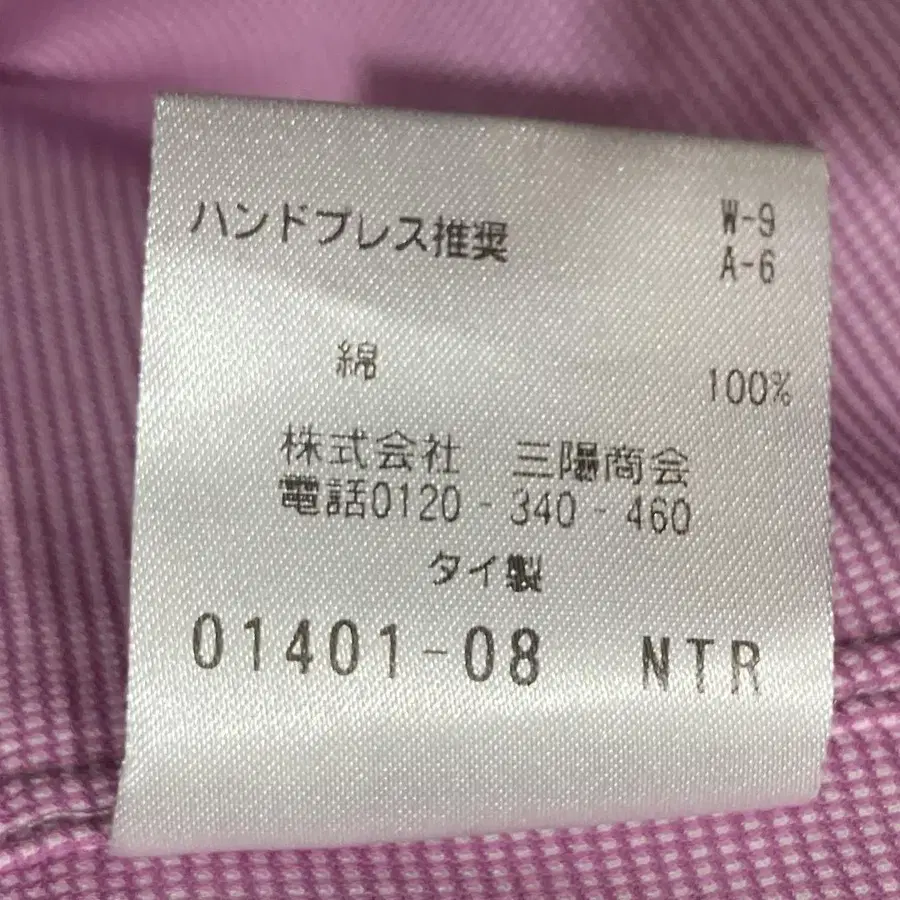 ハンドプレス推奨 W-9
A-6
綿 100%
株式会社 三陽商会
電話0120-340-460
タイ製
01401-08 NTR